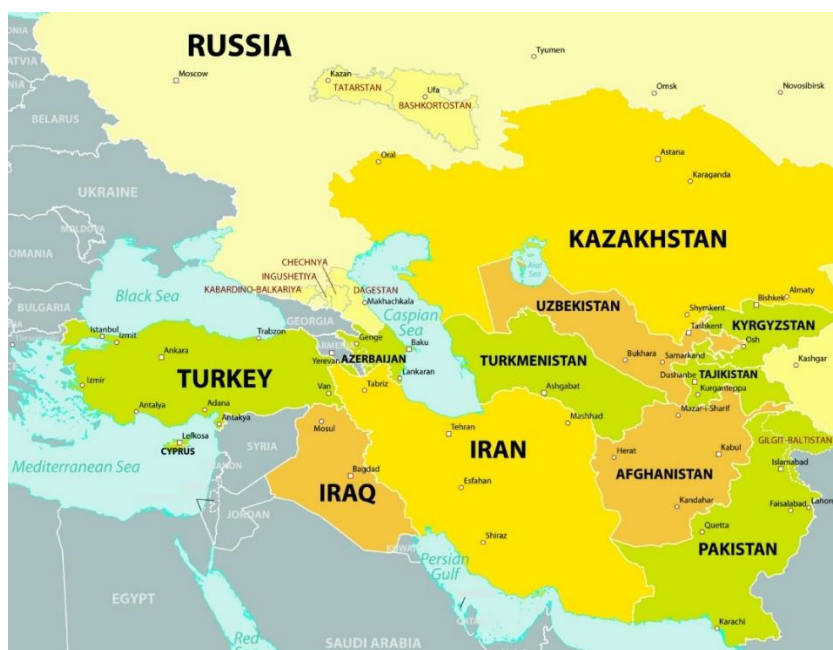 RUSSIA
Moscow
Kazan
TATARSTAN
Ufa
BASHKORTOSTAN
Tyumen
Omsk
Novosibirsk
BELARUS
UKRAINE
MOLDOVA
BULGARIA
Oral
Astana
Karaganda
KAZAKHSTAN
Aral
Sea
CHECHNYA
INGUSHETIYA
KABARDINO-BALKARIYA
DAGESTAN
Makhachkala
Black Sea
Caspian
Sea
GEORGIA
UZBEKISTAN
Shymkent
Tashkent
Almaty
Bishkek
KYRGYZSTAN
Osh
Kashgar
Istanbul
Izmit
Trabzon
Ankara
TURKEY
Izmir
Antalya
Adana
Antakya
Van
Yerevan
Genge
AZERBAIJAN
Baku
Lankaran
Tabriz
TURKMENISTAN
Ashgabat
Bukhara
Samarkand
Dushanbe
TAJIKISTAN
Kurganteppa
Mazar-i-Sharif
GILGIT-BALTISTAN
Lefkosa
CYPRUS
Mediterranean Sea
SYRIA
JORDAN
Mosul
Bagdad
IRAQ
Tehran
Mashhad
IRAN
Esfahan
Shiraz
Herat
Kabul
AFGHANISTAN
Kandahar
Islamabad
Faisalabad
Lahor
Quetta
PAKISTAN
Karachi
Persian
Gulf
EGYPT
Red
SAUDI ARABIA